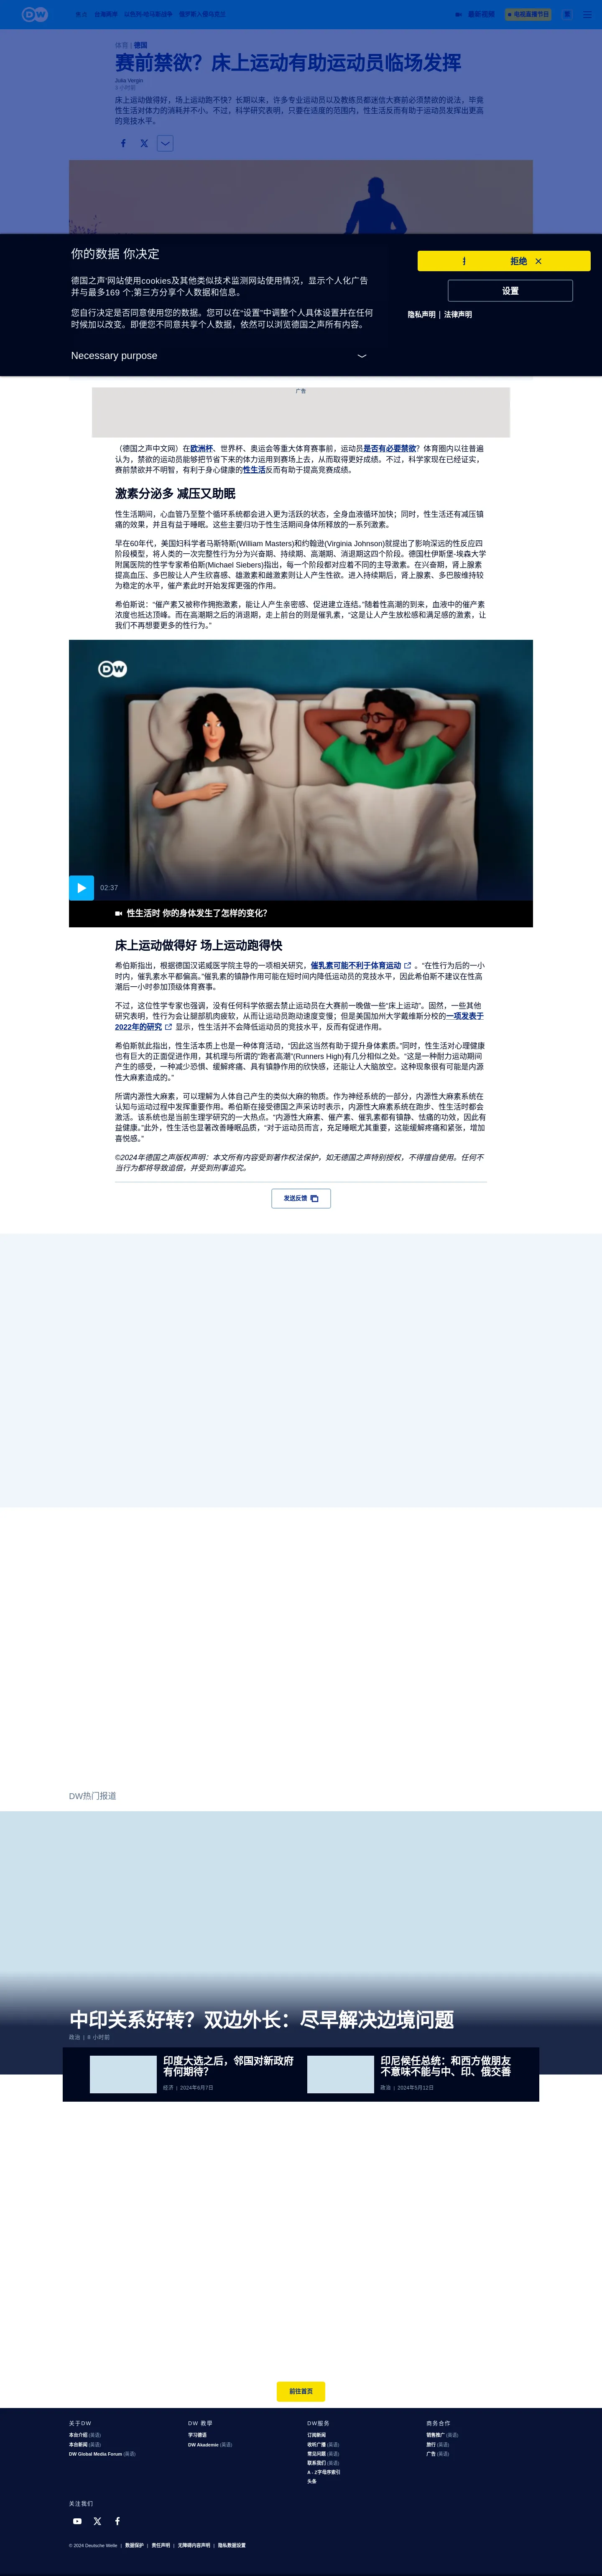 DW
焦点
台海两岸
以色列-哈马斯战争
俄罗斯入侵乌克兰
最新视频
电视直播节目
繁
体育 | 德国
赛前禁欲？床上运动有助运动员临场发挥
Julia Vergin
5 小时前
床上运动做得好，场上运动跑不快？长期以来，许多专业运动员以及教练员都迷信大赛前必须禁欲的说法，毕竟
性生活对体力的消耗并不小。不过，科学研究表明，只要在适度的范围内，性生活反而有助于运动员发挥出更高
的竞技水平。
你的数据 你决定
德国之声'网站使用cookies及其他类似技术监测网站使用情况，显示个人化广告
并与最多169 个;第三方分享个人数据和信息。
您自行决定是否同意使用您的数据。您可以在“设置”中调整个人具体设置并在任何
时候加以改变。即便您不同意共享个人数据，依然可以浏览德国之声所有内容。
Necessary purpose
拒绝
设置
隐私声明 | 法律声明
广告
（德国之声中文网）在欧洲杯、世界杯、奥运会等重大体育赛事前，运动员是否有必要禁欲？体育圈内以往普遍
认为，禁欲的运动员能够把节省下来的体力运用到赛场上去，从而取得更好成绩。不过，科学家现在已经证实，
赛前禁欲并不明智，有利于身心健康的性生活反而有助于提高竞赛成绩。
激素分泌多 减压又助眠
性生活期间，心血管乃至整个循环系统都会进入更为活跃的状态，全身血液循环加快；同时，性生活还有减压镇
痛的效果，并且有益于睡眠。这些主要归功于性生活期间身体所释放的一系列激素。
早在60年代，美国妇科学者马斯特斯(William Masters)和约翰逊(Virginia Johnson)就提出了影响深远的性反应四
阶段模型，将人类的一次完整性行为分为兴奋期、持续期、高潮期、消退期这四个阶段。德国杜伊斯堡-埃森大学
附属医院的性学专家希伯斯(Michael Siebers)指出，每一个阶段都对应着不同的主导激素。在兴奋期，肾上腺素
提高血压、多巴胺让人产生欣喜感、雄激素和雌激素则让人产生性欲。进入持续期后，肾上腺素、多巴胺维持较
为稳定的水平，催产素此时开始发挥更强的作用。
希伯斯说：“催产素又被称作拥抱激素，能让人产生亲密感、促进建立连结。”随着性高潮的到来，血液中的催产素
浓度也抵达顶峰。而在高潮期之后的消退期，走上前台的则是催乳素，“这是让人产生放松感和满足感的激素，让
我们不再想要更多的性行为。”
DW
02:37
性生活时 你的身体发生了怎样的变化？
床上运动做得好 场上运动跑得快
希伯斯指出，根据德国汉诺威医学院主导的一项相关研究，催乳素可能不利于体育运动 。“在性行为后的一小
时内，催乳素水平都偏高。”催乳素的镇静作用可能在短时间内降低运动员的竞技水平，因此希伯斯不建议在性高
潮后一小时参加顶级体育赛事。
不过，这位性学专家也强调，没有任何科学依据去禁止运动员在大赛前一晚做一些“床上运动”。固然，一些其他
研究表明，性行为会让腿部肌肉疲软，从而让运动员跑动速度变慢；但是美国加州大学戴维斯分校的一项发表于
2022年的研究 显示，性生活并不会降低运动员的竞技水平，反而有促进作用。
希伯斯就此指出，性生活本质上也是一种体育活动，“因此这当然有助于提升身体素质。”同时，性生活对心理健康
也有巨大的正面促进作用，其机理与所谓的“跑者高潮”(Runners High)有几分相似之处。“这是一种耐力运动期间
产生的感受，一种减少恐惧、缓解疼痛、具有镇静作用的欣快感，还能让人大脑放空。这种现象很有可能是内源
性大麻素造成的。”
所谓内源性大麻素，可以理解为人体自己产生的类似大麻的物质。作为神经系统的一部分，内源性大麻素系统在
认知与运动过程中发挥重要作用。希伯斯在接受德国之声采访时表示，内源性大麻素系统在跑步、性生活时都会
激活。该系统也是当前生理学研究的一大热点。“内源性大麻素、催产素、催乳素都有镇静、怯痛的功效，因此有
益健康。”此外，性生活也显著改善睡眠品质，“对于运动员而言，充足睡眠尤其重要，这能缓解疼痛和紧张，增加
喜悦感。”
©2024年德国之声版权声明：本文所有内容受到著作权法保护，如无德国之声特别授权，不得擅自使用。任何不
当行为都将导致追偿，并受到刑事追究。
发送反馈
DW热门报道
中印关系好转？双边外长：尽早解决边境问题
政治 | 6 小时前
印度大选之后，邻国对新政府
有何期待？
经济 | 2024年6月7日
印尼候任总统：和西方做朋友
不意味不能与中、印、俄交善
政治 | 2024年5月12日
前往首页
关于DW
本台介绍 (英语)
本台新闻 (英语)
DW Global Media Forum (英语)
DW 教學
学习德语
DW Akademie (英语)
DW服务
订阅新闻
收听广播 (英语)
常见问题 (英语)
联系我们 (英语)
A - Z字母序索引
头条
商务合作
销售推广 (英语)
旅行 (英语)
广告 (英语)
关注我们
© 2024 Deutsche Welle | 数据保护 | 责任声明 | 无障碍内容声明 | 隐私数据设置